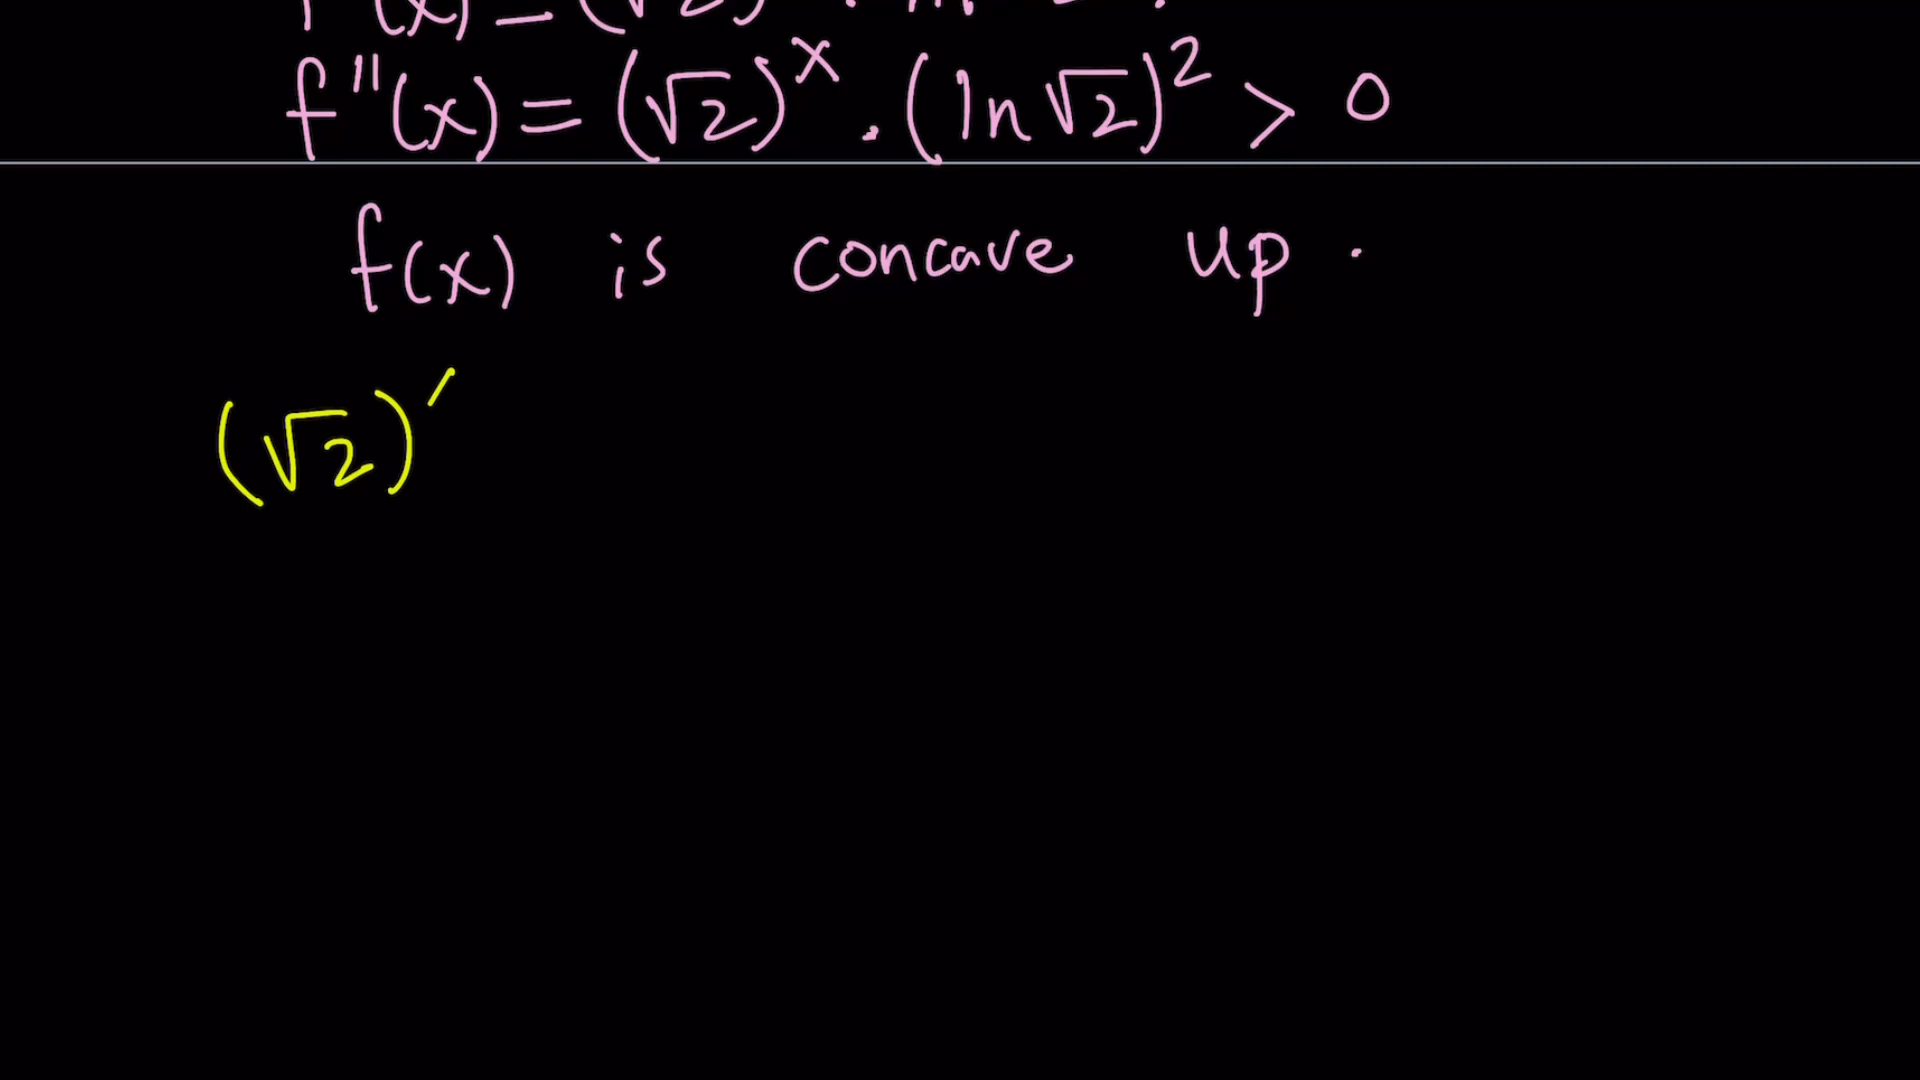 f''(x) = (√2)^x . (ln √2)^2 > 0
f(x) is concave up .
(√2)